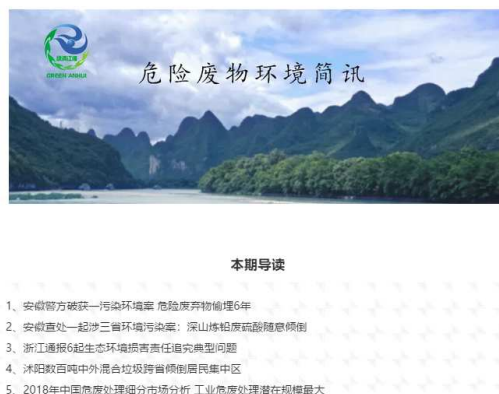 绿满江淮
GREEN ANHUI
危险废物环境简讯
本期导读
1、安徽警方破获一污染环境案 危险废弃物偷埋6年
2、安徽查处一起涉三省环境污染案：深山炼铅废硫酸随意倾倒
3、浙江通报6起生态环境损害责任追究典型问题
4、沭阳数百吨中外混合垃圾跨省倾倒居民集中区
5、2018年中国危废处理细分市场分析 工业危废处理潜在规模最大